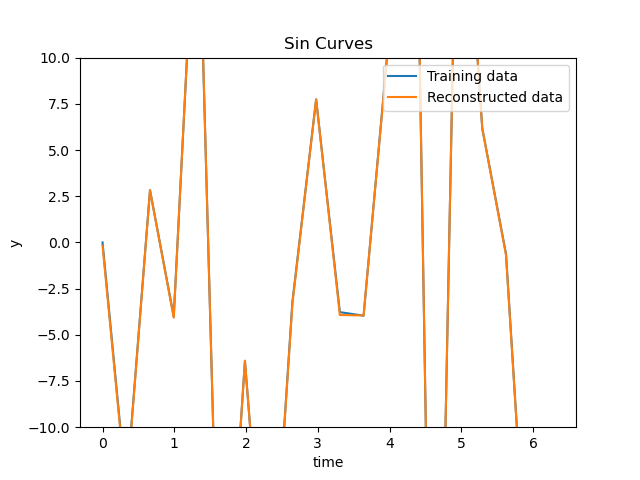 Sin Curves
Training data
Reconstructed data
10.0
7.5
5.0
2.5
0.0
−2.5
−5.0
−7.5
−10.0
y
0 1 2 3 4 5 6
time